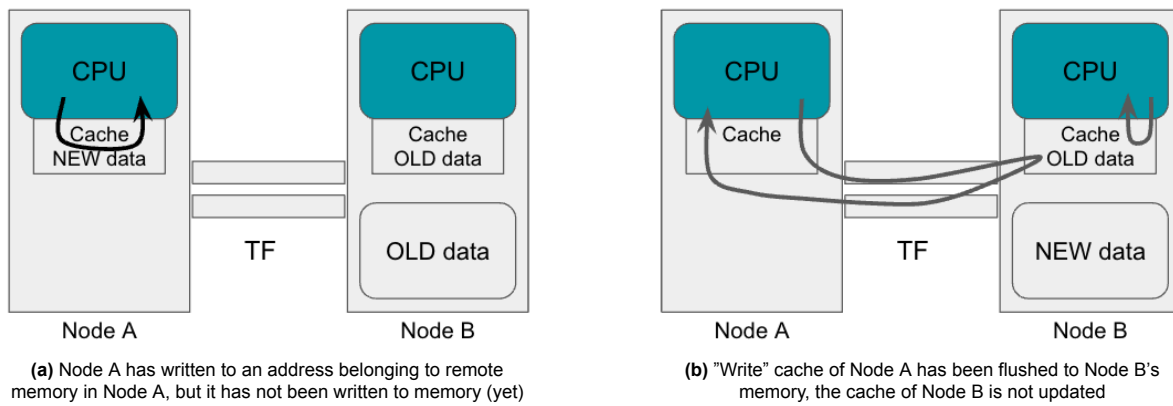 CPU
Cache
NEW data
Node A
TF
CPU
Cache
OLD data
OLD data
Node B
(a) Node A has written to an address belonging to remote
memory in Node A, but it has not been written to memory (yet)
CPU
Cache
Node A
TF
CPU
Cache
OLD data
NEW data
Node B
(b) ”Write” cache of Node A has been flushed to Node B's
memory, the cache of Node B is not updated